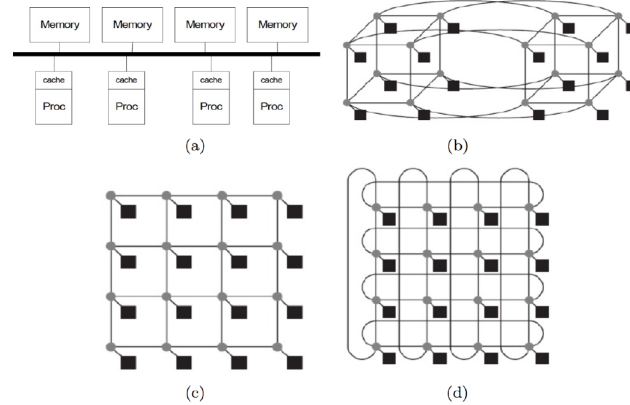 Memory Memory Memory Memory
cache cache cache cache
Proc Proc Proc Proc
(a) (b)
(c) (d)